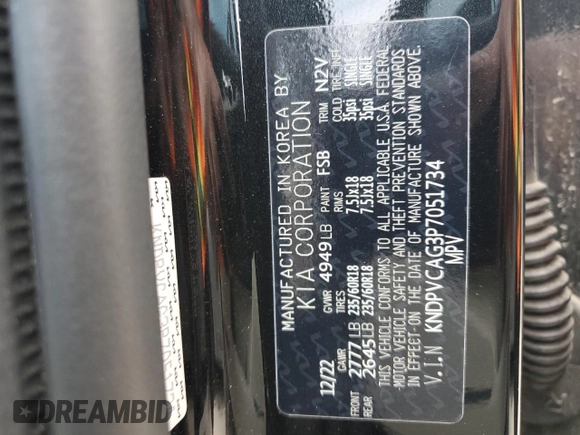 MANUFACTURED IN KOREA BY
KIA CORPORATION
12/22 GVWR 4949 LB PAINT FSB TRIM N2V
GAWR TIRES RIMS COLD TIRE INF.
FRONT 2777 LB 235/60R18 7.5Jx18 35psi SINGLE
REAR 2645 LB 235/60R18 7.5Jx18 35psi SINGLE
THIS VEHICLE CONFORMS TO ALL APPLICABLE U.S.A. FEDERAL
MOTOR VEHICLE SAFETY AND THEFT PREVENTION STANDARDS
IN EFFECT ON THE DATE OF MANUFACTURE SHOWN ABOVE.
V.I.N KNDPVCAG3P7051734
MPV
DREAMBID